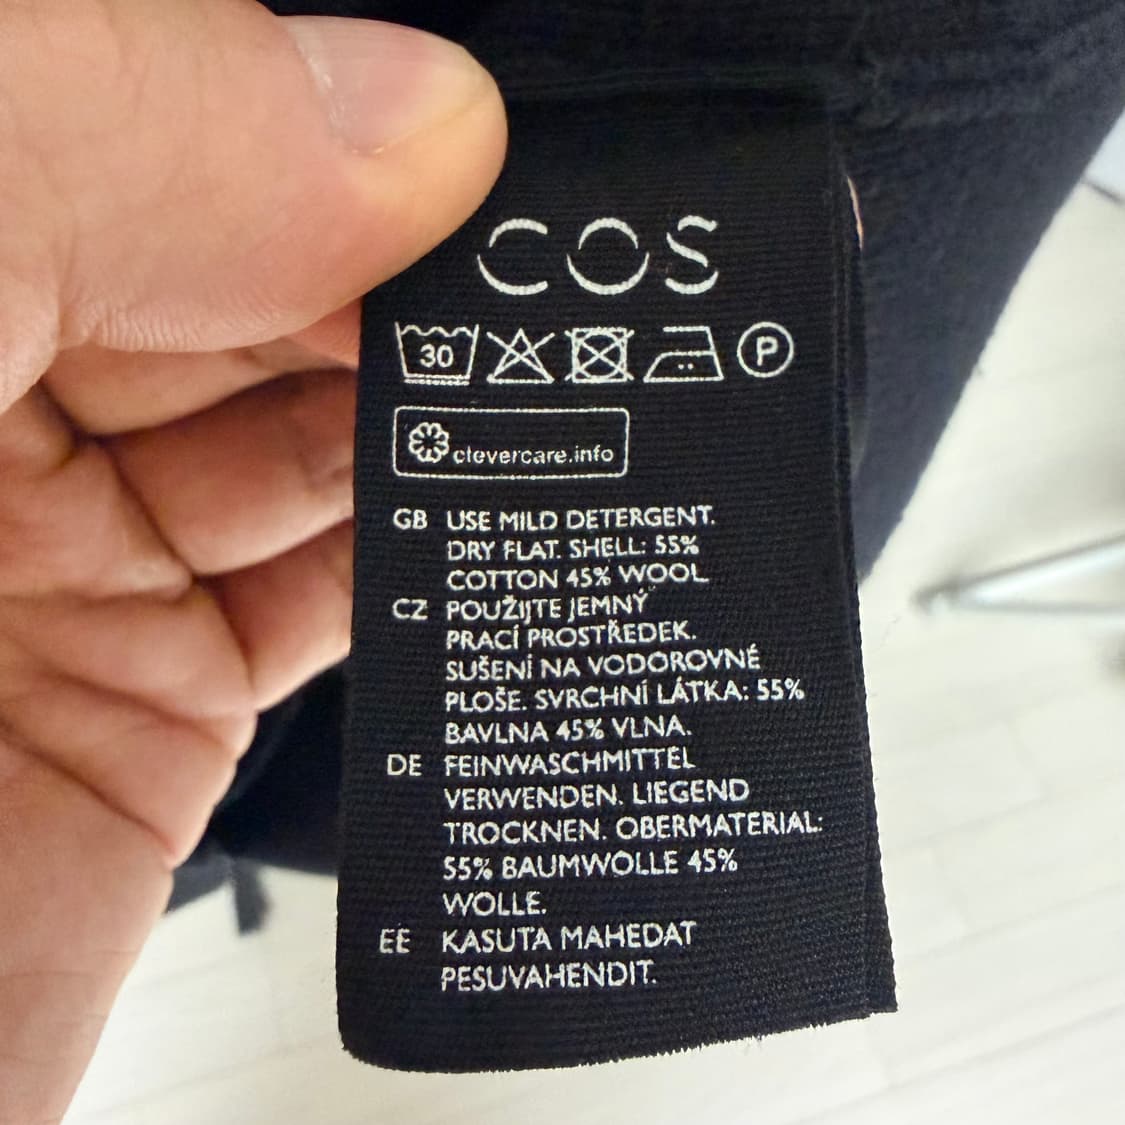 COS
30
P
clevercare.info
GB USE MILD DETERGENT.
DRY FLAT. SHELL: 55%
COTTON 45% WOOL
CZ POUŽIJTE JEMNÝ
PRACÍ PROSTŘEDEK.
SUŠENÍ NA VODOROVNÉ
PLOŠE. SVRCHNÍ LÁTKA: 55%
BAVLNA 45% VLNA.
DE FEINWASCHMITTEL
VERWENDEN. LIEGEND
TROCKNEN. OBERMATERIAL:
55% BAUMWOLLE 45%
WOLLE.
EE KASUTA MAHEDAT
PESUVAHENDIT.